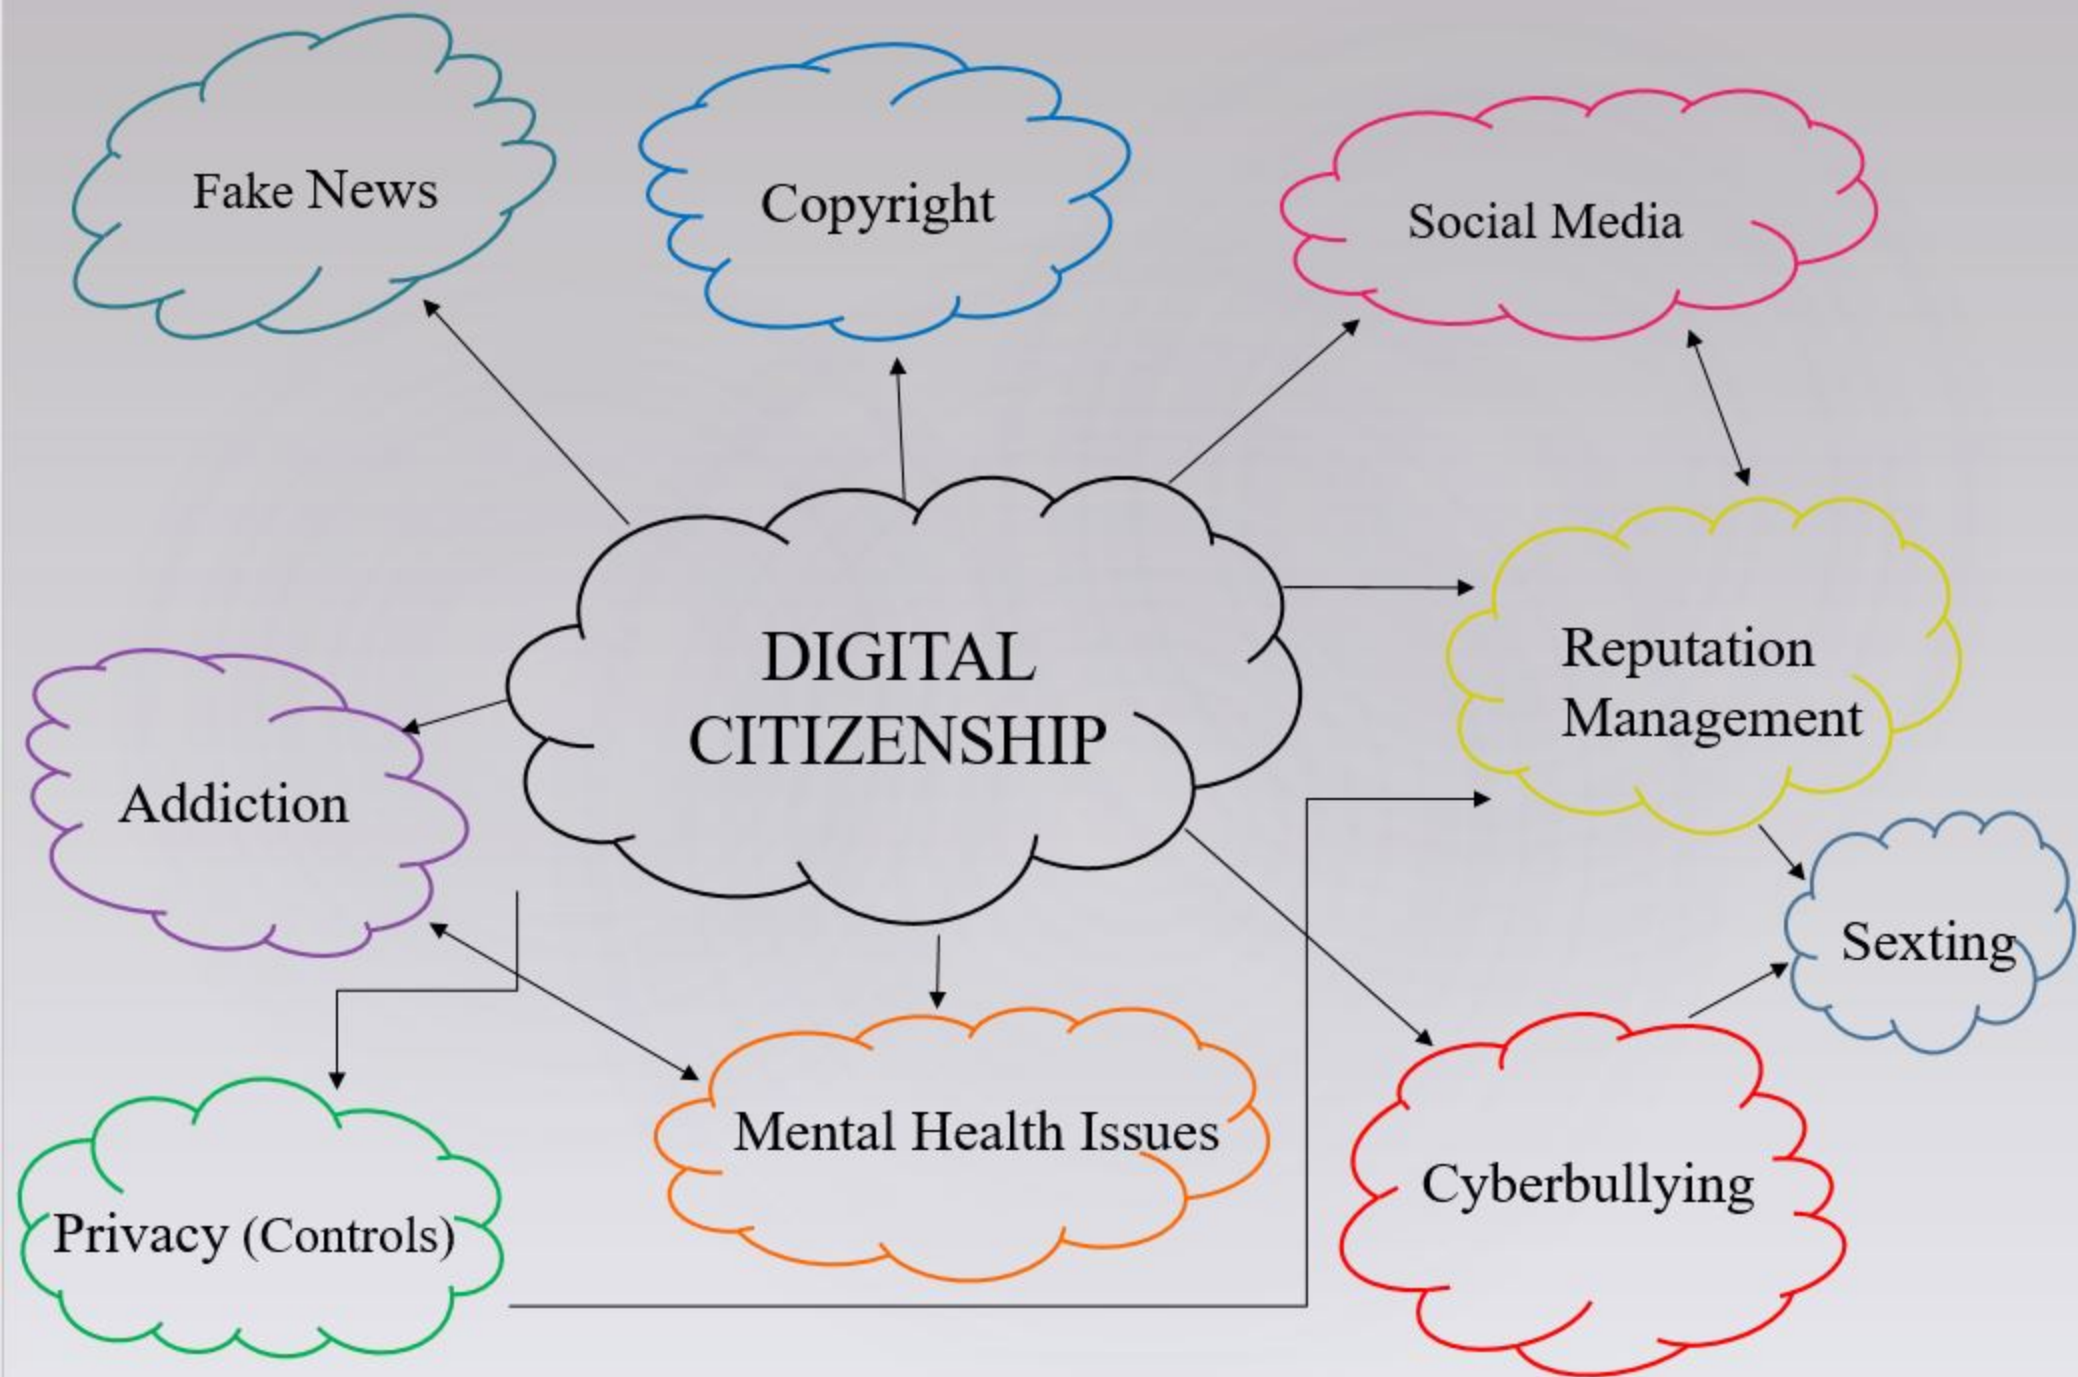 Fake News
Copyright
Social Media
DIGITAL
CITIZENSHIP
Reputation
Management
Addiction
Sexting
Mental Health Issues
Cyberbullying
Privacy (Controls)